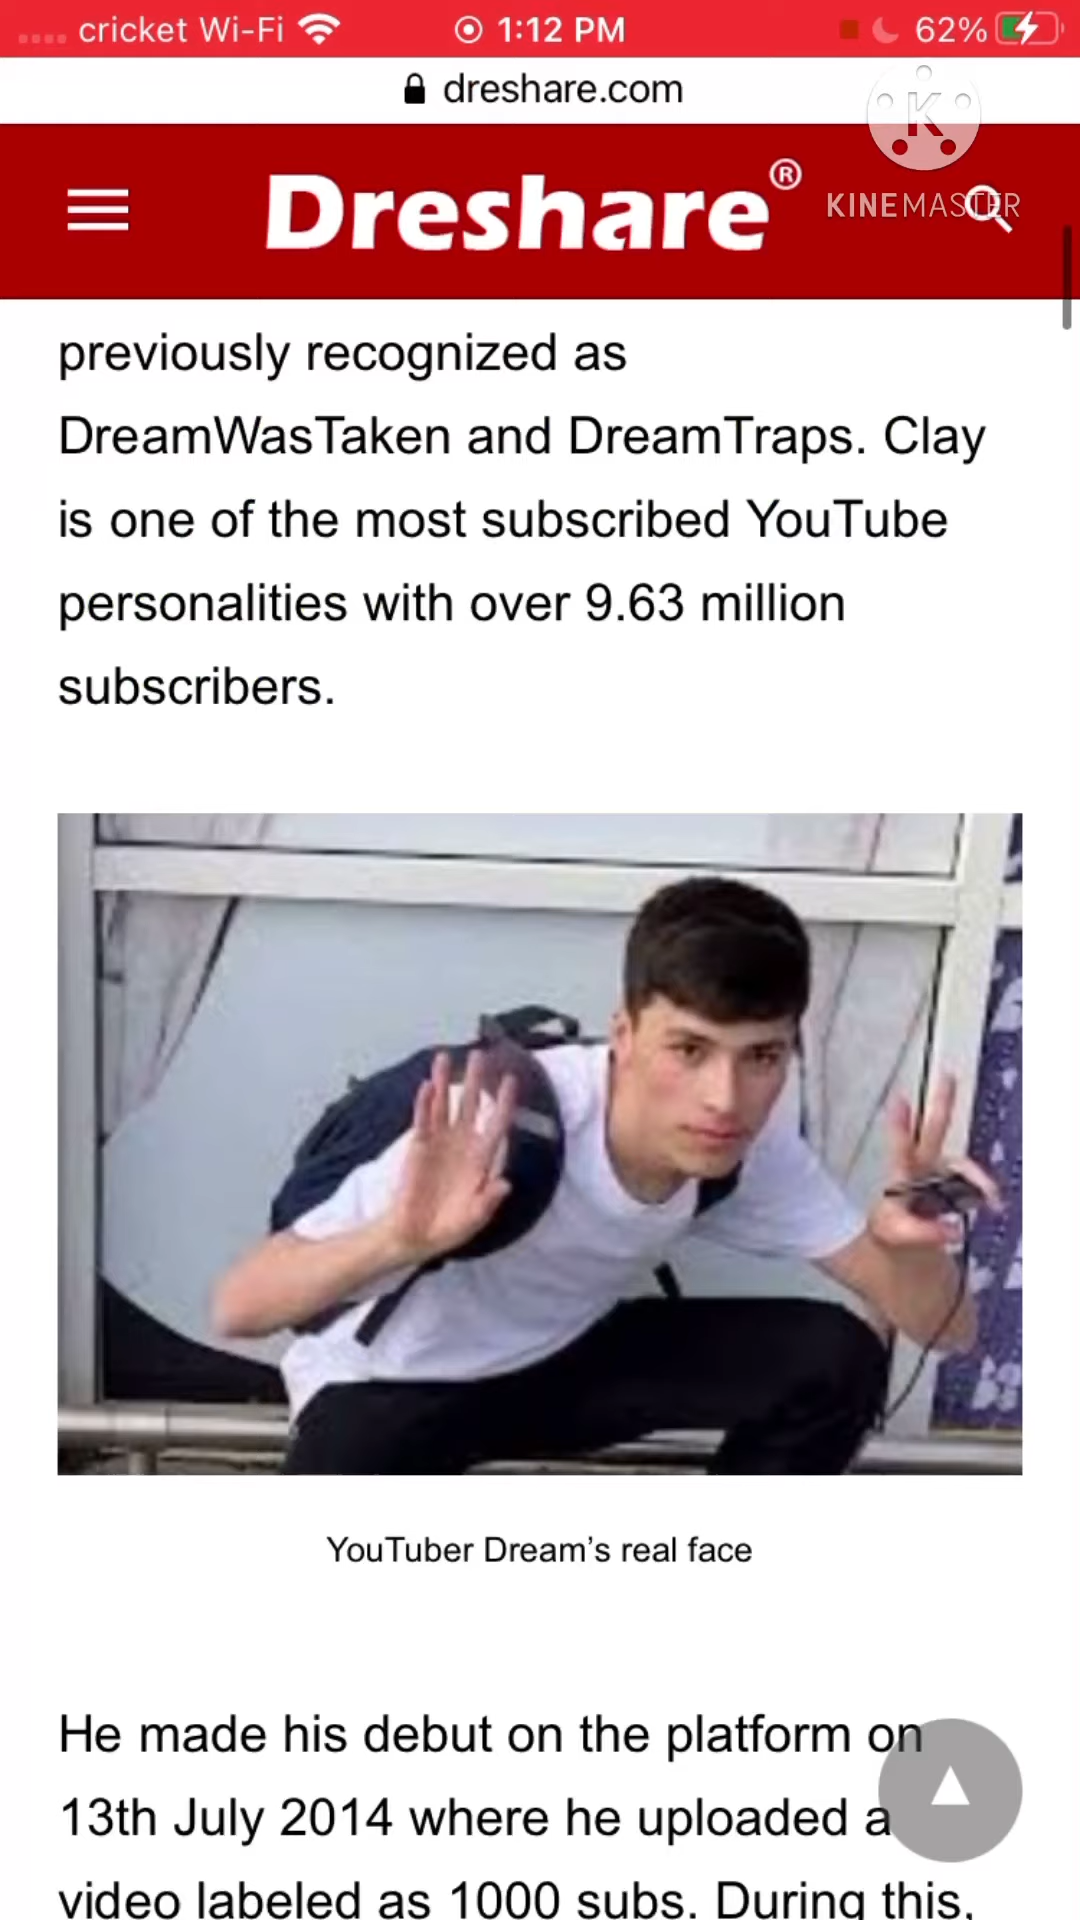 cricket Wi-Fi 1:12 PM 62%
dreshare.com
K
KINEMASTER
Dreshare®
previously recognized as
DreamWasTaken and DreamTraps. Clay
is one of the most subscribed YouTube
personalities with over 9.63 million
subscribers.
YouTuber Dream’s real face
He made his debut on the platform on
13th July 2014 where he uploaded a
video labeled as 1000 subs. During this,